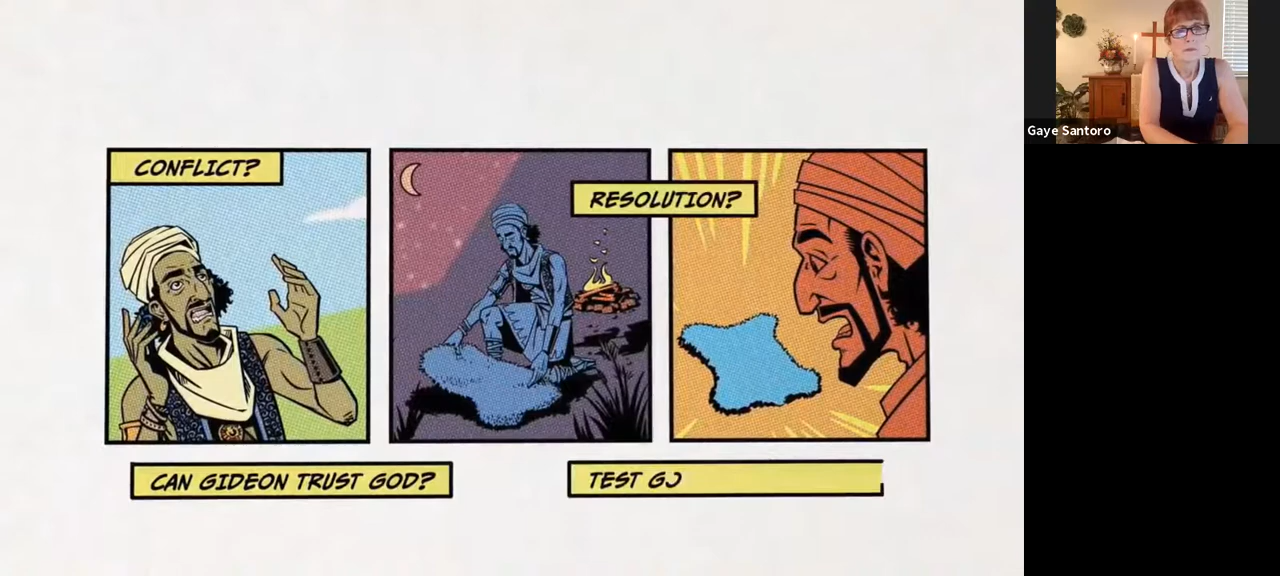 CONFLICT?
RESOLUTION?
CAN GIDEON TRUST GOD?
TEST
Gaye Santoro